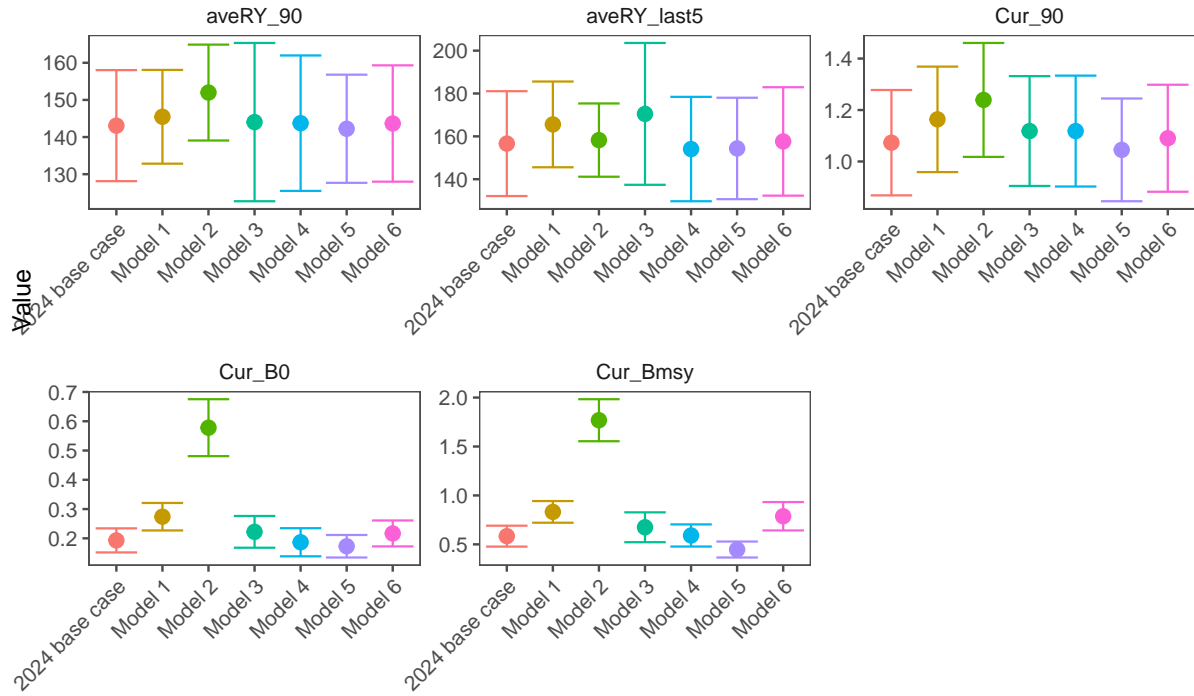 aveRY_90
aveRY_last5
Cur_90
160
150
140
130
200
180
160
140
1.4
1.2
1.0
2024 base case
Model 1
Model 2
Model 3
Model 4
Model 5
Model 6
2024 base case
Model 1
Model 2
Model 3
Model 4
Model 5
Model 6
2024 base case
Model 1
Model 2
Model 3
Model 4
Model 5
Model 6
Value
Cur_B0
Cur_Bmsy
0.7
0.6
0.5
0.4
0.3
0.2
2.0
1.5
1.0
0.5
2024 base case
Model 1
Model 2
Model 3
Model 4
Model 5
Model 6
2024 base case
Model 1
Model 2
Model 3
Model 4
Model 5
Model 6